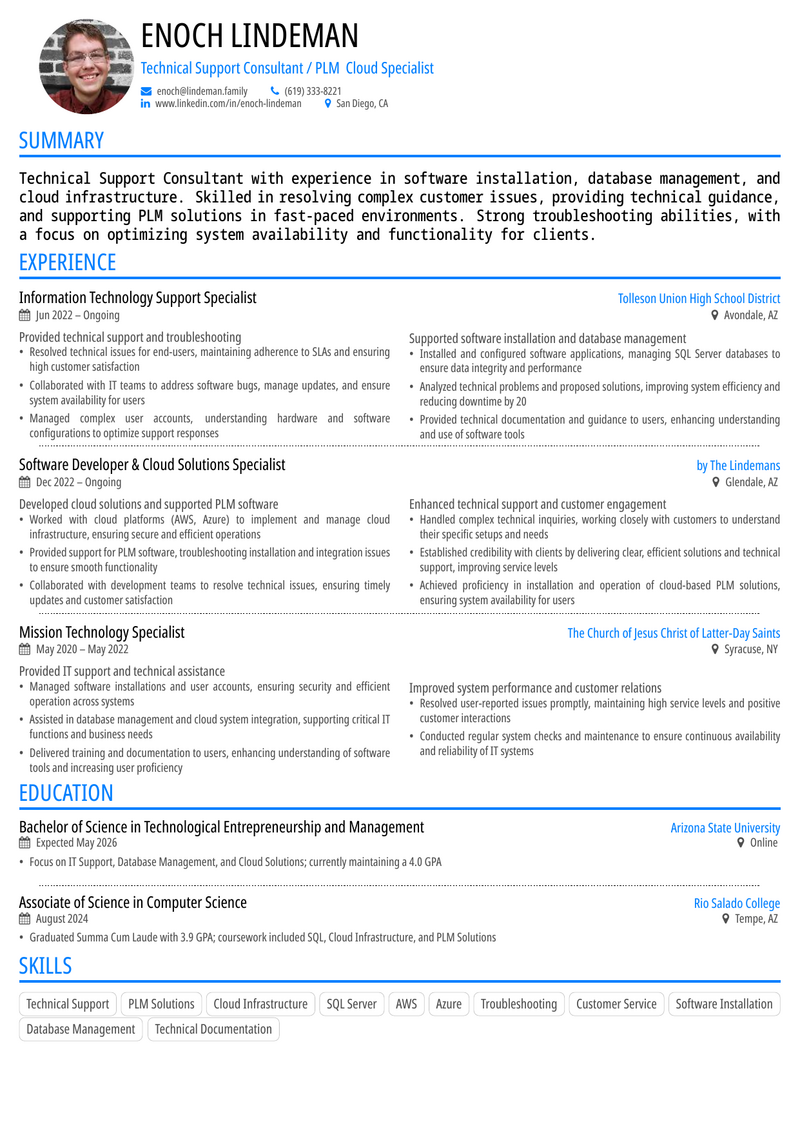 ENOCH LINDEMAN
Technical Support Consultant / PLM Cloud Specialist
enoch@lindeman.family (619) 333-8221
www.linkedin.com/in/enoch-lindeman San Diego, CA
SUMMARY
Technical Support Consultant with experience in software installation, database management, and
cloud infrastructure. Skilled in resolving complex customer issues, providing technical guidance,
and supporting PLM solutions in fast-paced environments. Strong troubleshooting abilities, with
a focus on optimizing system availability and functionality for clients.
EXPERIENCE
Information Technology Support Specialist Tolleson Union High School District
Jun 2022 – Ongoing Avondale, AZ
Provided technical support and troubleshooting
• Resolved technical issues for end-users, maintaining adherence to SLAs and ensuring
high customer satisfaction
• Collaborated with IT teams to address software bugs, manage updates, and ensure
system availability for users
• Managed complex user accounts, understanding hardware and software
configurations to optimize support responses
Supported software installation and database management
• Installed and configured software applications, managing SQL Server databases to
ensure data integrity and performance
• Analyzed technical problems and proposed solutions, improving system efficiency and
reducing downtime by 20
• Provided technical documentation and guidance to users, enhancing understanding
and use of software tools
Software Developer & Cloud Solutions Specialist by The Lindemans
Dec 2022 – Ongoing Glendale, AZ
Developed cloud solutions and supported PLM software
• Worked with cloud platforms (AWS, Azure) to implement and manage cloud
infrastructure, ensuring secure and efficient operations
• Provided support for PLM software, troubleshooting installation and integration issues
to ensure smooth functionality
• Collaborated with development teams to resolve technical issues, ensuring timely
updates and customer satisfaction
Enhanced technical support and customer engagement
• Handled complex technical inquiries, working closely with customers to understand
their specific setups and needs
• Established credibility with clients by delivering clear, efficient solutions and technical
support, improving service levels
• Achieved proficiency in installation and operation of cloud-based PLM solutions,
ensuring system availability for users
Mission Technology Specialist The Church of Jesus Christ of Latter-Day Saints
May 2020 – May 2022 Syracuse, NY
Provided IT support and technical assistance
• Managed software installations and user accounts, ensuring security and efficient
operation across systems
• Assisted in database management and cloud system integration, supporting critical IT
functions and business needs
• Delivered training and documentation to users, enhancing understanding of software
tools and increasing user proficiency
Improved system performance and customer relations
• Resolved user-reported issues promptly, maintaining high service levels and positive
customer interactions
• Conducted regular system checks and maintenance to ensure continuous availability
and reliability of IT systems
EDUCATION
Bachelor of Science in Technological Entrepreneurship and Management Arizona State University
Expected May 2026 Online
• Focus on IT Support, Database Management, and Cloud Solutions; currently maintaining a 4.0 GPA
Associate of Science in Computer Science Rio Salado College
August 2024 Tempe, AZ
• Graduated Summa Cum Laude with 3.9 GPA; coursework included SQL, Cloud Infrastructure, and PLM Solutions
SKILLS
Technical Support PLM Solutions Cloud Infrastructure SQL Server AWS Azure Troubleshooting Customer Service Software Installation
Database Management Technical Documentation